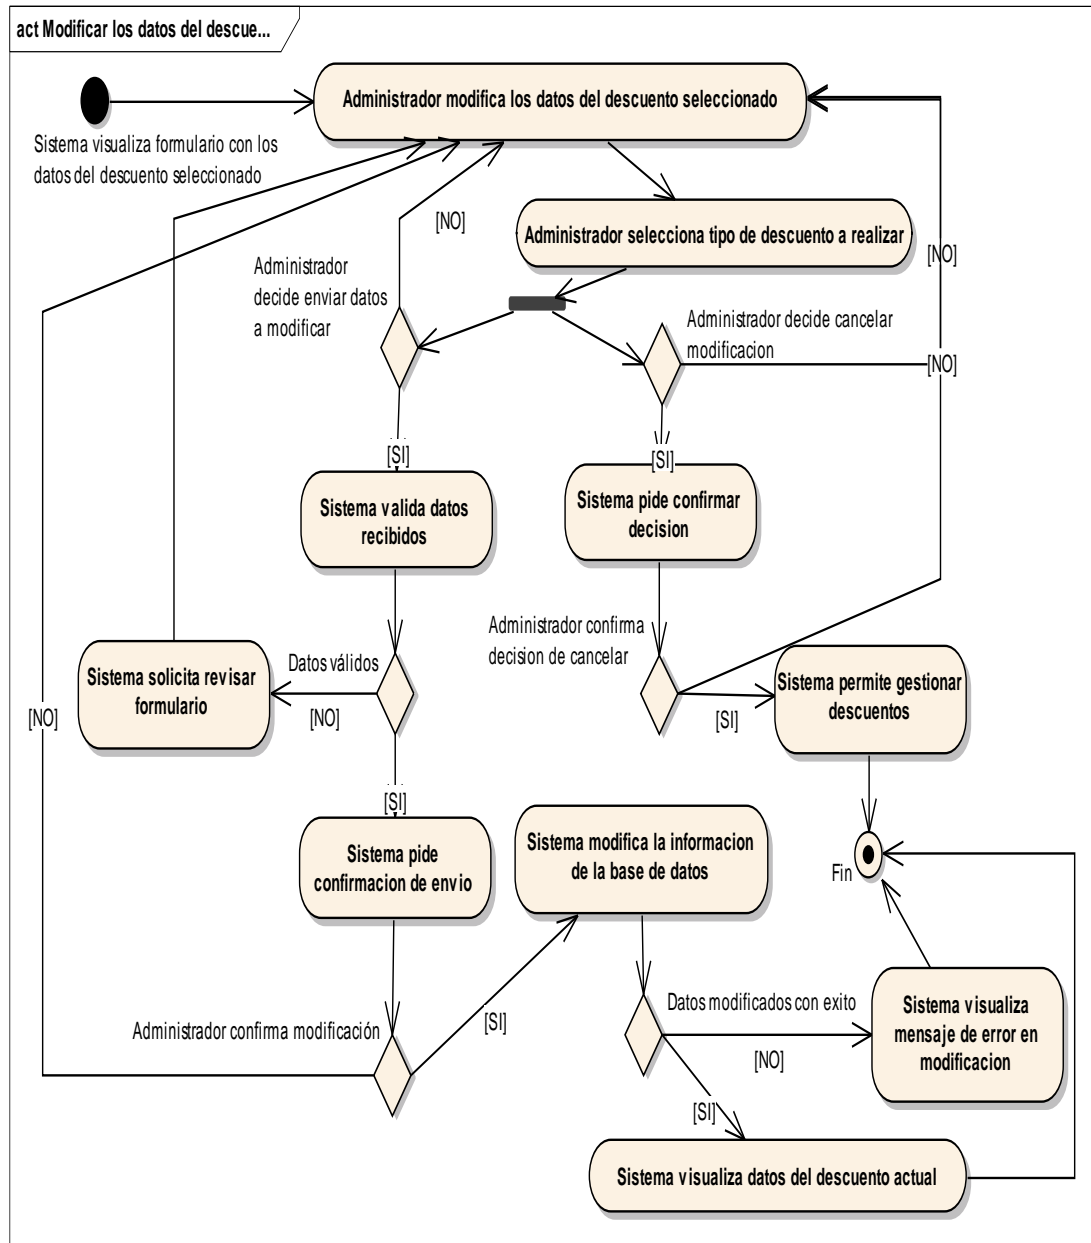 act Modificar los datos del descue...
Administrador modifica los datos del descuento seleccionado
Sistema visualiza formulario con los
datos del descuento seleccionado
[NO]
Administrador selecciona tipo de descuento a realizar
[NO]
Administrador
decide enviar datos
a modificar
Administrador decide cancelar
modificacion
[NO]
[SI]
[SI]
Sistema valida datos
recibidos
Sistema pide confirmar
decision
Administrador confirma
decision de cancelar
Datos válidos
Sistema solicita revisar
formulario
[NO]
[NO]
Sistema permite gestionar
descuentos
[SI]
[SI]
Sistema pide
confirmacion de envio
Sistema modifica la informacion
de la base de datos
Fin
Administrador confirma modificación
[SI]
Datos modificados con exito
[NO]
Sistema visualiza
mensaje de error en
modificacion
[SI]
Sistema visualiza datos del descuento actual